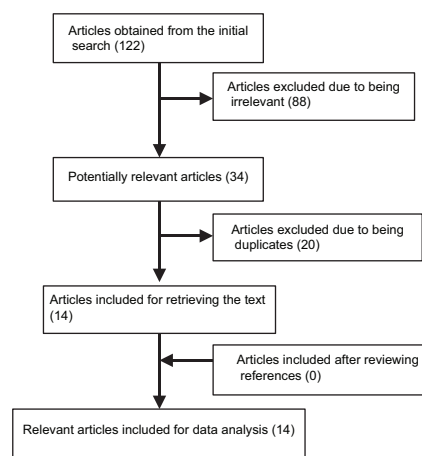 Articles obtained from the initial
search (122)
Articles excluded due to being
irrelevant (88)
Potentially relevant articles (34)
Articles excluded due to being
duplicates (20)
Articles included for retrieving the text
(14)
Articles included after reviewing
references (0)
Relevant articles included for data analysis (14)